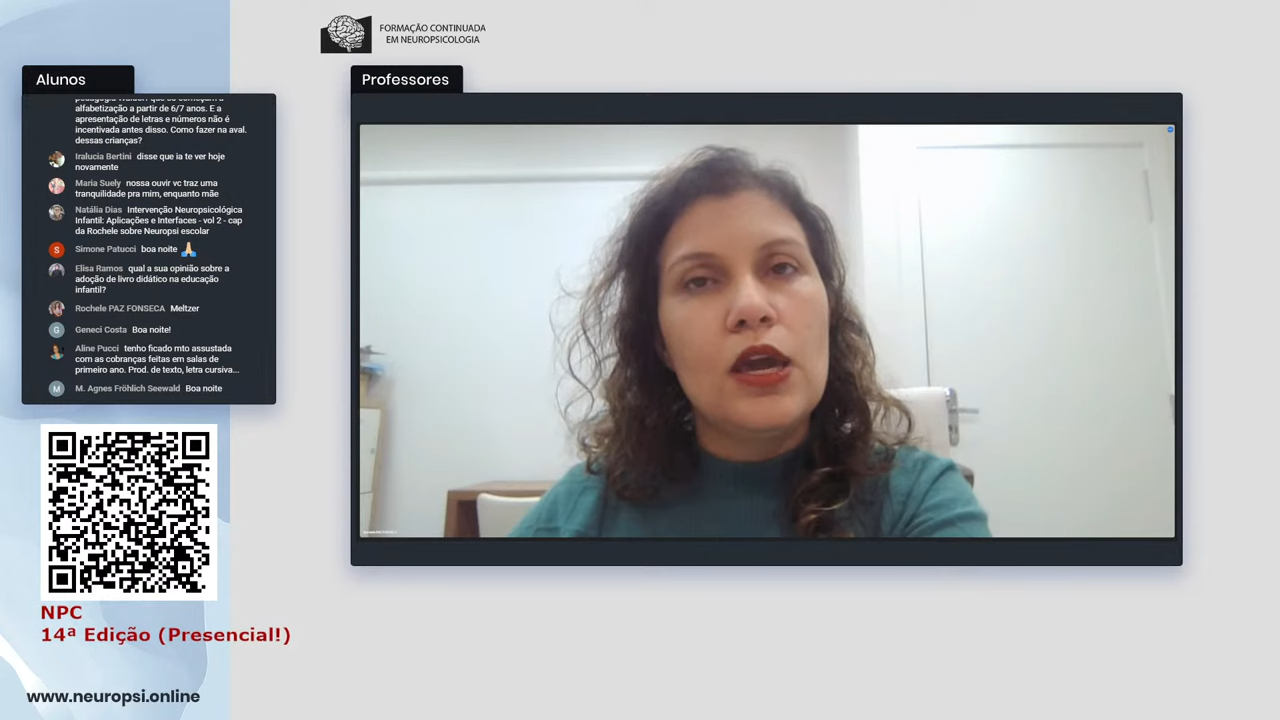 FORMAÇÃO CONTINUADA
EM NEUROPSICOLOGIA
Alunos
alfabetização a partir de 6/7 anos. E a
apresentação de letras e números não é
incentivada antes disso. Como fazer na aval.
dessas crianças?
Iralucia Bertini disse que ia te ver hoje
novamente
Maria Suely nossa ouvir vc traz uma
tranquilidade pra mim, enquanto mãe
Natália Dias Intervenção Neuropsicológica
Infantil: Aplicações e Interfaces - vol 2 - cap
da Rochele sobre Neuropsi escolar
S Simone Patucci boa noite 🙏
Elisa Ramos qual a sua opinião sobre a
adoção de livro didático na educação
infantil?
Rochele PAZ FONSECA Meltzer
G Geneci Costa Boa noite!
Aline Pucci tenho ficado mto assustada
com as cobranças feitas em salas de
primeiro ano. Prod. de texto, letra cursiva...
M M. Agnes Fröhlich Seewald Boa noite
Professores
NPC
14ª Edição (Presencial!)
www.neuropsi.online